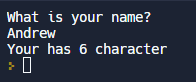 What is your name?
Andrew
Your has 6 character
>